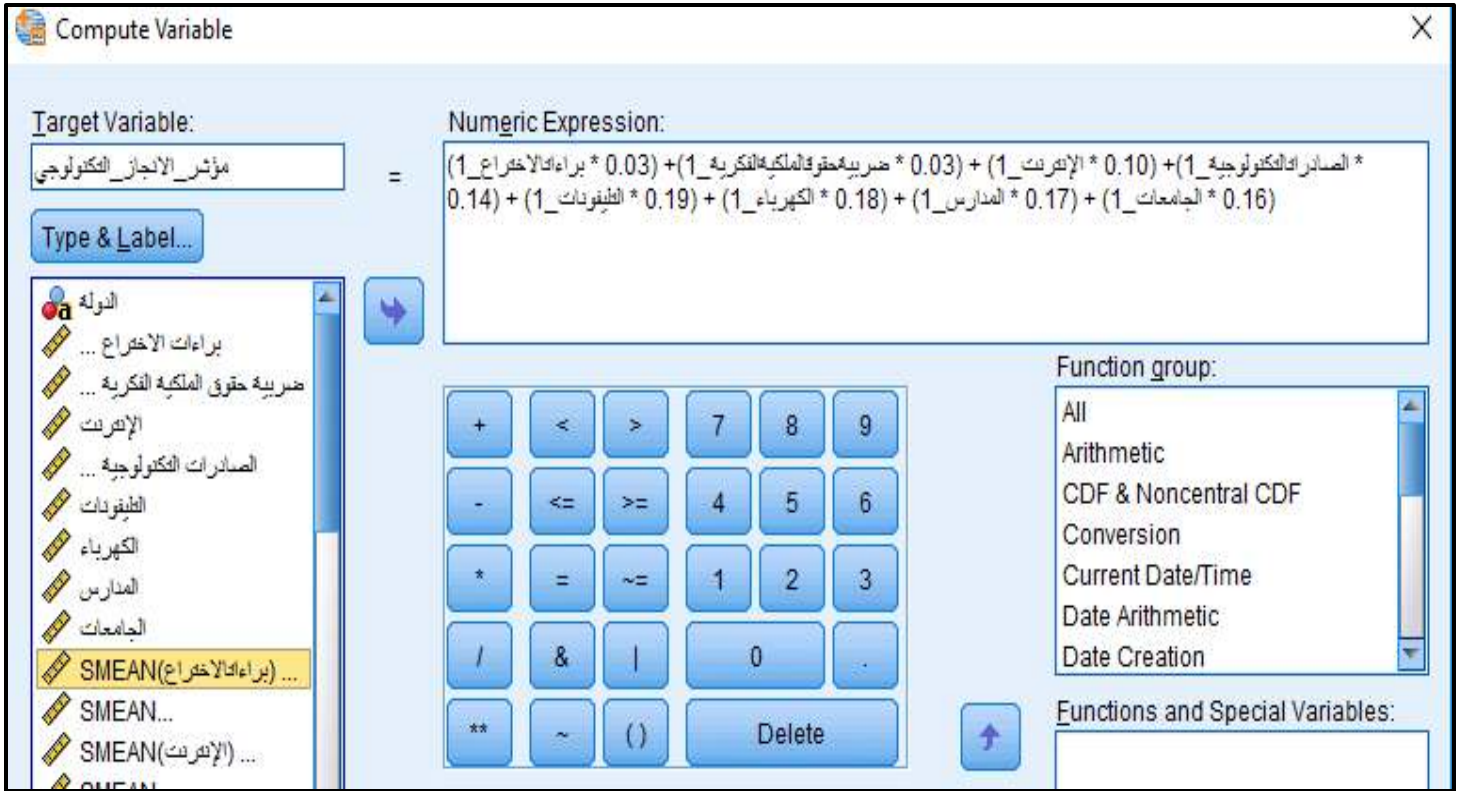 Compute Variable
Target Variable:
مؤشر_الانجاز_التكنولوجي
=
Numeric Expression:
(براءاتالاختراع_1 * 0.03) +(ضريبيةحقوقالملكيةالفكرية_1 * 0.03) + (الإنترنت_1 * 0.10) +(الصادراتالتكنولوجية_1 *
0.14) + (التليفونات_1 * 0.19) + (الكهرباء_1 * 0.18) + (المدارس_1 * 0.17) + (الجامعات_1 * 0.16)
Type & Label...
الدولة
براءات الاختراع ...
ضريبية حقوق الملكية الفكرية ...
الإنترنت
الصادرات التكنولوجية ...
التليفونات
الكهرباء
المدارس
الجامعات
SMEAN(براءاتالاختراع) ...
SMEAN...
SMEAN(الإنترنت) ...
SMEAN
+ < > 7 8 9
- <= >= 4 5 6
* = ~= 1 2 3
/ & | 0 .
** ~ ( ) Delete
Function group:
All
Arithmetic
CDF & Noncentral CDF
Conversion
Current Date/Time
Date Arithmetic
Date Creation
Functions and Special Variables: